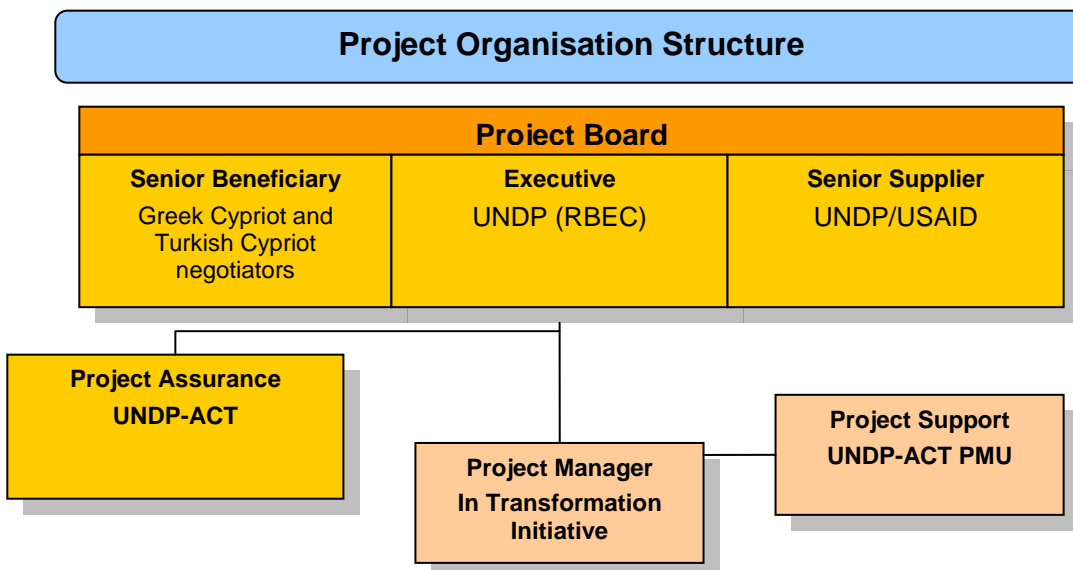 Project Organisation Structure
Project Board
Senior Beneficiary
Greek Cypriot and
Turkish Cypriot
negotiators
Executive
UNDP (RBEC)
Senior Supplier
UNDP/USAID
Project Assurance
UNDP-ACT
Project Manager
In Transformation
Initiative
Project Support
UNDP-ACT PMU